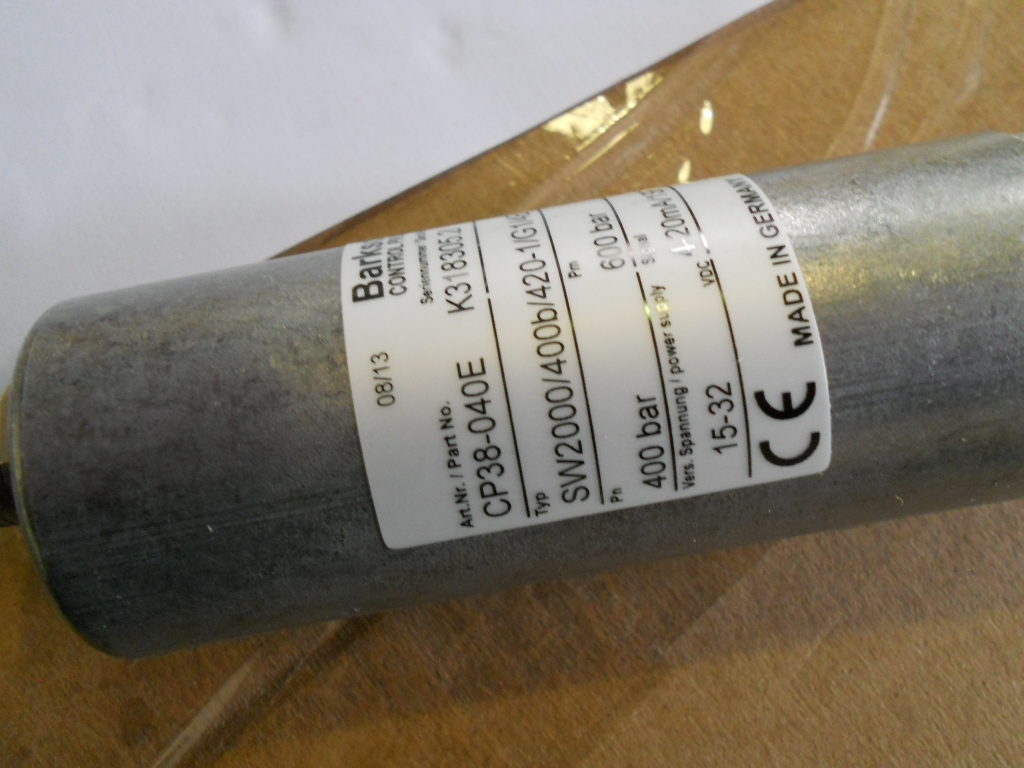 08/13
CONTROL
Art.Nr. / Part No.
Seriennummer
CP38-040E K318305.2
Typ
SW2000/400b/420-1/G1/4
Pn Pm
400 bar 600 bar
Vers. Spannung / power supply Signal
15-32 VDC 4-20mA
CE MADE IN GERMANY